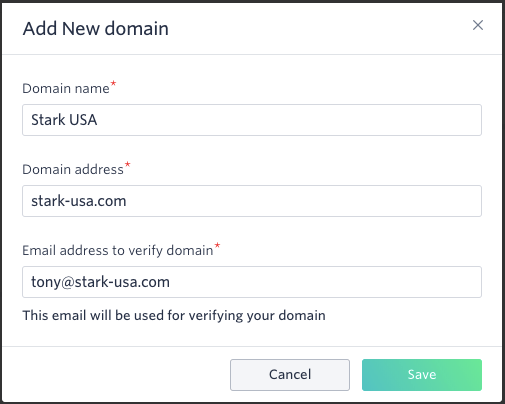 Add New domain
Domain name*
Stark USA
Domain address*
stark-usa.com
Email address to verify domain*
tony@stark-usa.com
This email will be used for verifying your domain
Cancel Save